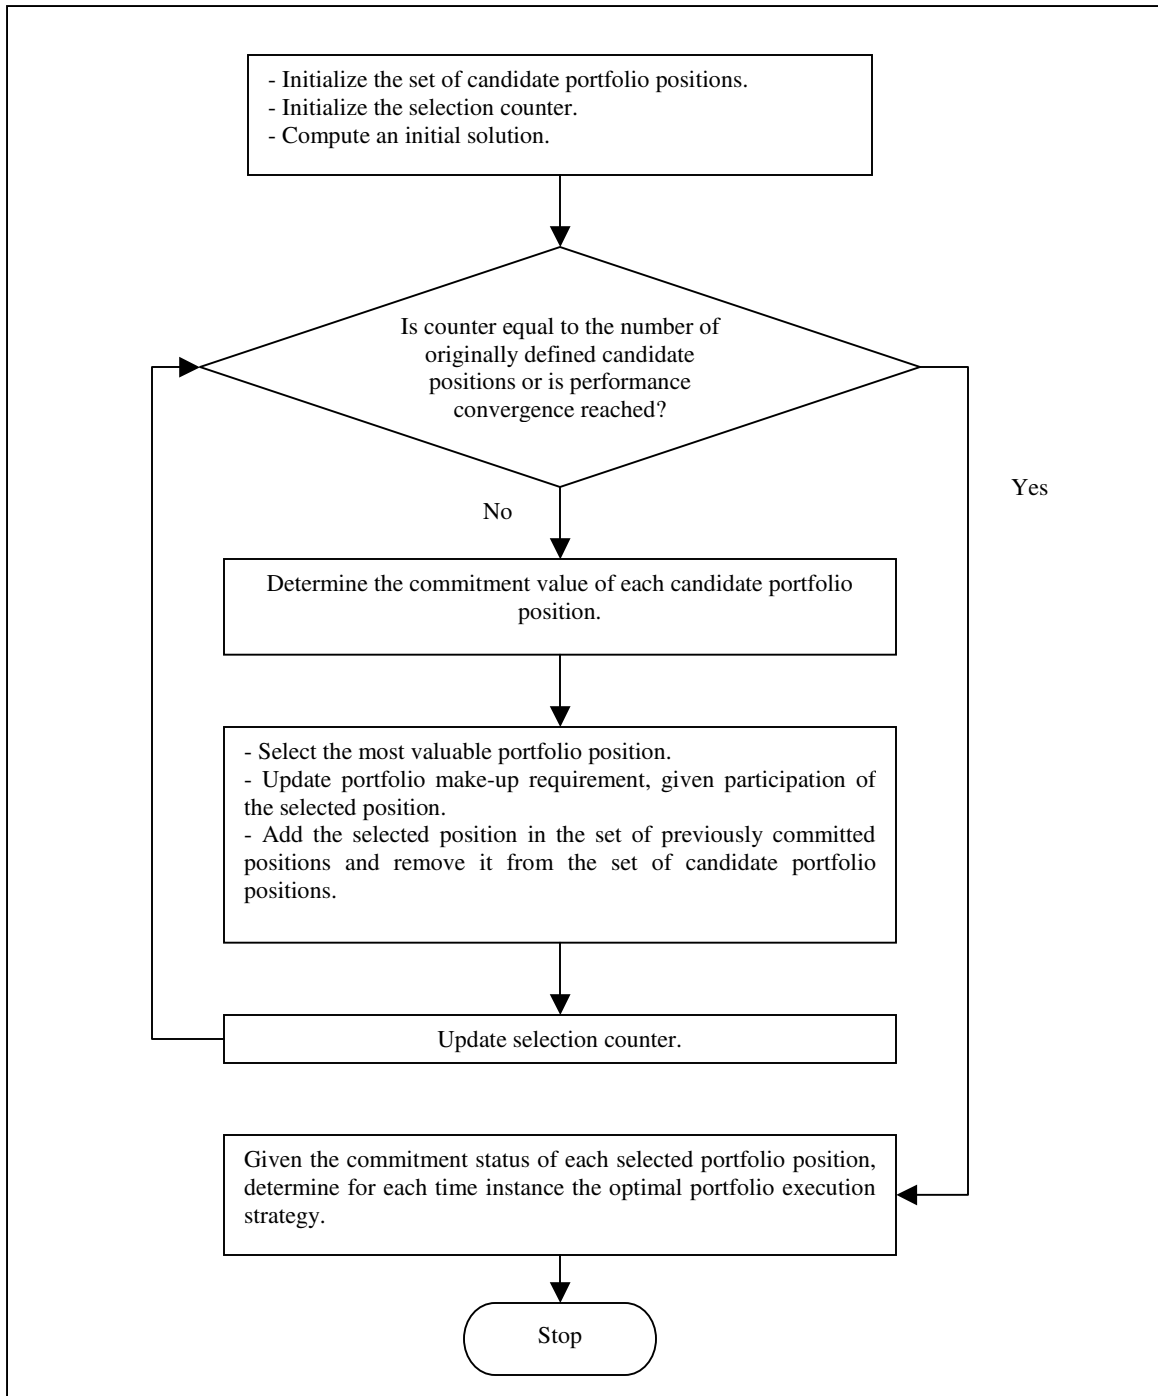 - Initialize the set of candidate portfolio positions.
- Initialize the selection counter.
- Compute an initial solution.
Is counter equal to the number of
originally defined candidate
positions or is performance
convergence reached?
Yes
No
Determine the commitment value of each candidate portfolio
position.
- Select the most valuable portfolio position.
- Update portfolio make-up requirement, given participation of
the selected position.
- Add the selected position in the set of previously committed
positions and remove it from the set of candidate portfolio
positions.
Update selection counter.
Given the commitment status of each selected portfolio position,
determine for each time instance the optimal portfolio execution
strategy.
Stop